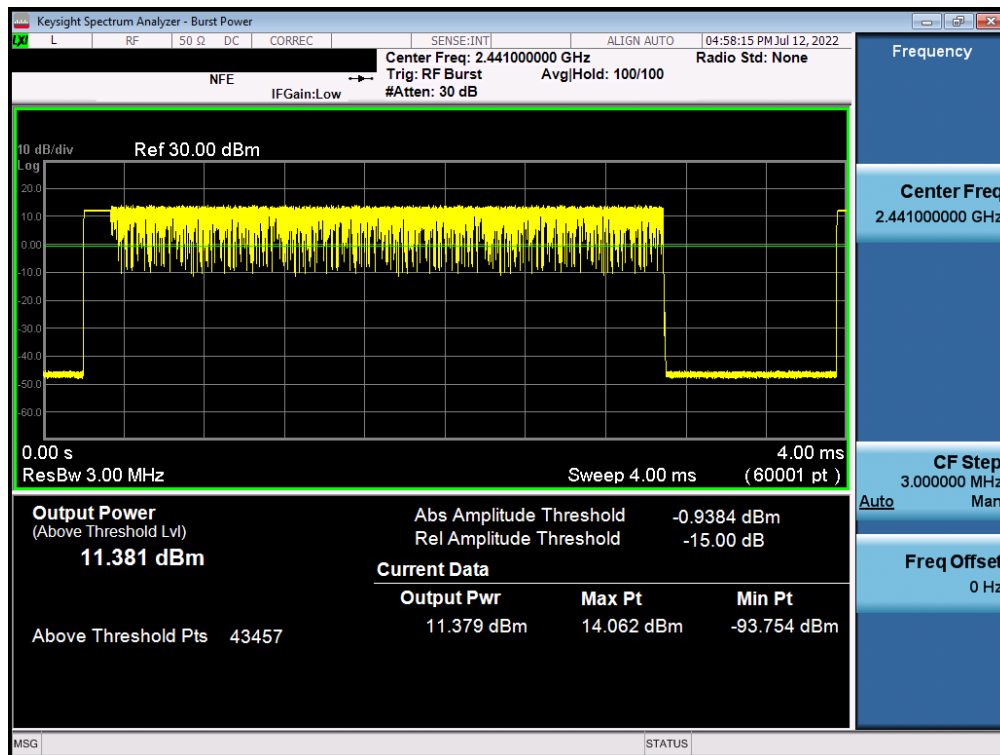 Keysight Spectrum Analyzer - Burst Power
LXI L RF 50 Ω DC CORREC SENSE:INT ALIGN AUTO 04:58:15 PM Jul 12, 2022
Center Freq: 2.441000000 GHz Radio Std: None
NFE Trig: RF Burst Avg|Hold: 100/100
IFGain:Low #Atten: 30 dB
Frequency
10 dB/div Ref 30.00 dBm
Log
20.0
10.0
0.00
-10.0
-20.0
-30.0
-40.0
-50.0
-60.0
0.00 s 4.00 ms
ResBw 3.00 MHz Sweep 4.00 ms (60001 pt)
Output Power
(Above Threshold Lvl)
11.381 dBm
Above Threshold Pts 43457
Abs Amplitude Threshold -0.9384 dBm
Rel Amplitude Threshold -15.00 dB
Current Data
Output Pwr Max Pt Min Pt
11.379 dBm 14.062 dBm -93.754 dBm
Center Freq
2.441000000 GHz
CF Step
3.000000 MHz
Auto Man
Freq Offset
0 Hz
MSG STATUS